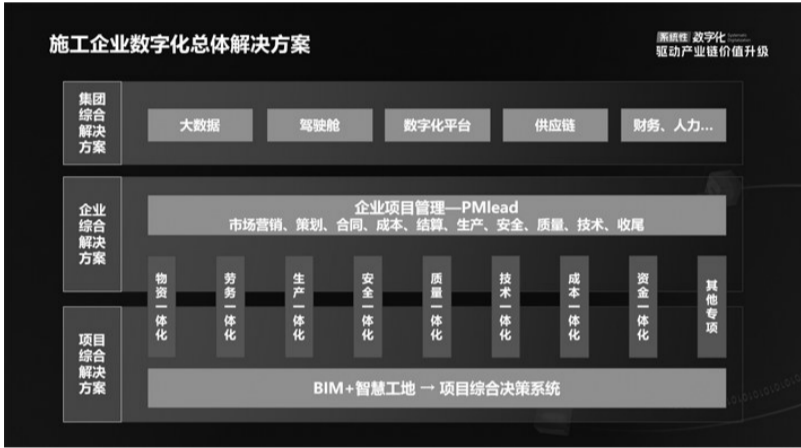 施工企业数字化总体解决方案
系统性 数字化
驱动产业链价值升级
集团
综合
解决
方案
大数据
驾驶舱
数字化平台
供应链
财务、人力...
企业
综合
解决
方案
企业项目管理—PMlead
市场营销、策划、合同、成本、结算、生产、安全、质量、技术、收尾
物资一体化
劳务一体化
生产一体化
安全一体化
质量一体化
技术一体化
成本一体化
资金一体化
其他专项
项目
综合
解决
方案
BIM+智慧工地 → 项目综合决策系统